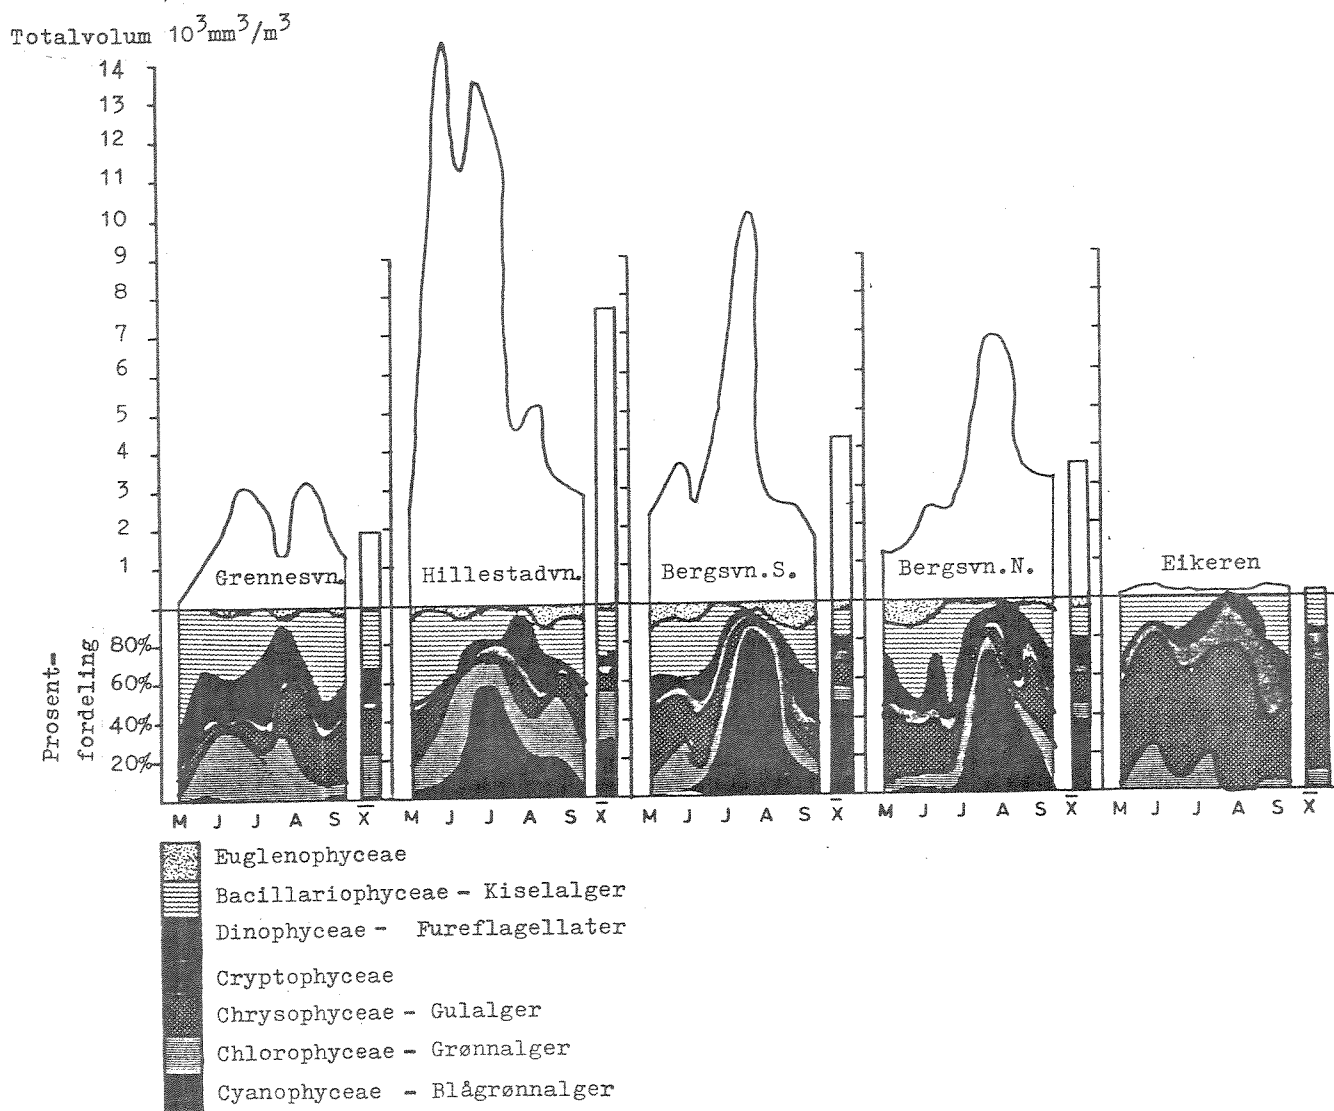 Totalvolum 10³mm³/m³
14
13
12
11
10
9
8
7
6
5
4
3
2
1
Grennesvn. Hillestadvn. Bergsvn.S. Bergsvn.N. Eikeren
Prosent-
fordeling
80%
60%
40%
20%
M J J A S X̄ M J J A S X̄ M J J A S X̄ M J J A S X̄ M J J A S X̄
Euglenophyceae
Bacillariophyceae - Kiselalger
Dinophyceae - Fureflagellater
Cryptophyceae
Chrysophyceae - Gulalger
Chlorophyceae - Grønnalger
Cyanophyceae - Blågrønnalger